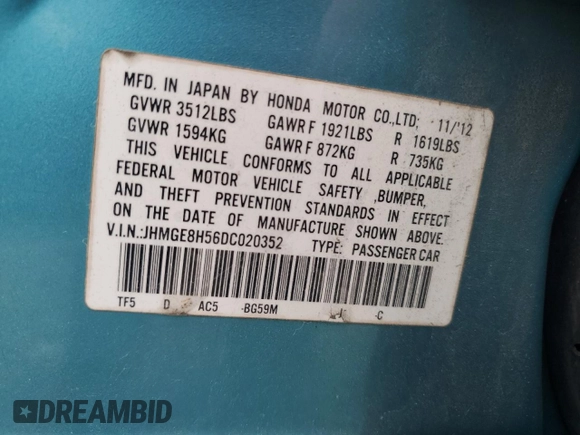 MFD. IN JAPAN BY HONDA MOTOR CO.,LTD; 11/'12
GVWR 3512LBS GAWR F 1921LBS R 1619LBS
GVWR 1594KG GAWR F 872KG R 735KG
THIS VEHICLE CONFORMS TO ALL APPLICABLE
FEDERAL MOTOR VEHICLE SAFETY ,BUMPER,
AND THEFT PREVENTION STANDARDS IN EFFECT
ON THE DATE OF MANUFACTURE SHOWN ABOVE.
V.I.N.:JHMGE8H56DC020352 TYPE: PASSENGER CAR
TF5 D AC5 -BG59M -C
DREAMBID